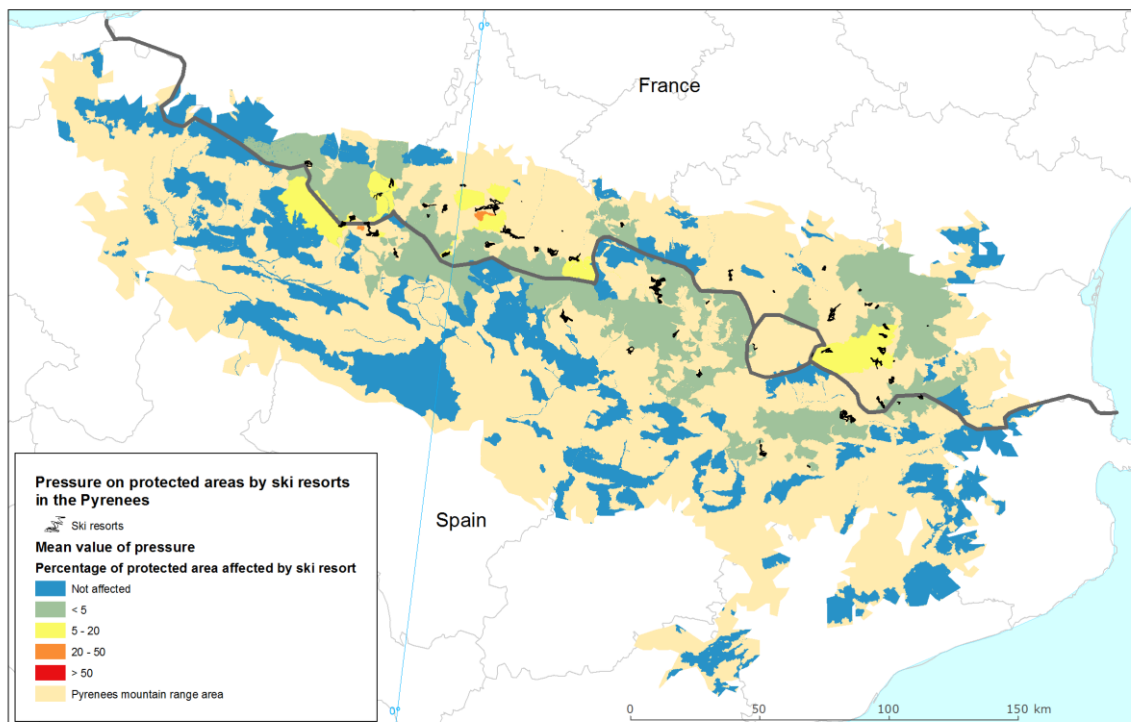 0°
France
Spain
Pressure on protected areas by ski resorts
in the Pyrenees
Ski resorts
Mean value of pressure
Percentage of protected area affected by ski resort
Not affected
< 5
5 - 20
20 - 50
> 50
Pyrenees mountain range area
0°
0 50 100 150 km